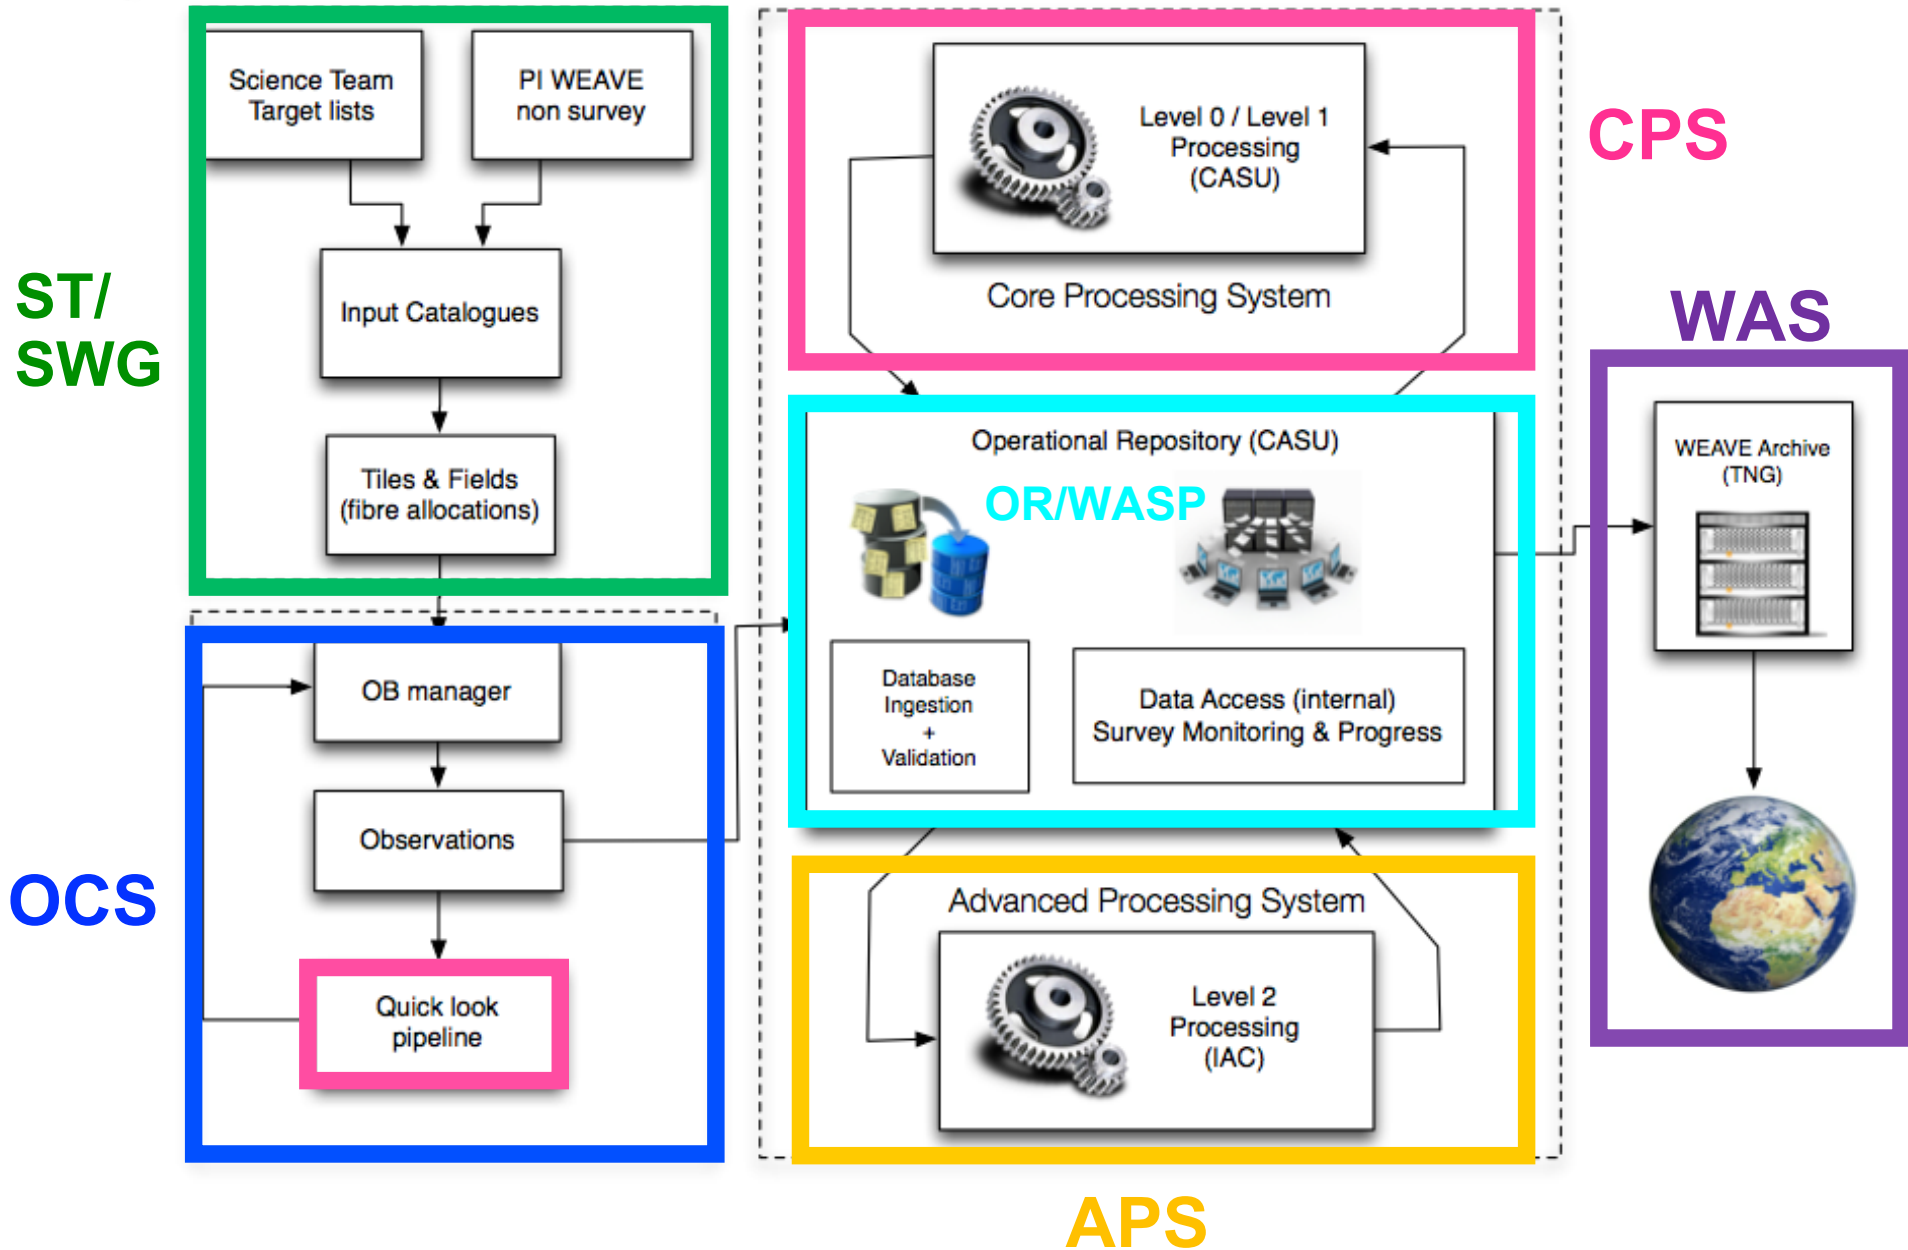 Science Team
Target lists
PI WEAVE
non survey
Input Catalogues
Tiles & Fields
(fibre allocations)
ST/
SWG
OB manager
Observations
Quick look
pipeline
OCS
Level 0 / Level 1
Processing
(CASU)
Core Processing System
CPS
Operational Repository (CASU)
OR/WASP
Database
Ingestion
+
Validation
Data Access (internal)
Survey Monitoring & Progress
Advanced Processing System
Level 2
Processing
(IAC)
APS
WAS
WEAVE Archive
(TNG)